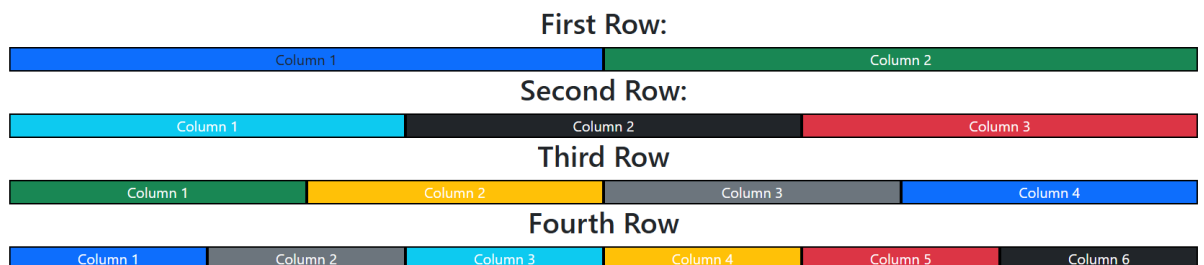 First Row:
Column 1 Column 2
Second Row:
Column 1 Column 2 Column 3
Third Row
Column 1 Column 2 Column 3 Column 4
Fourth Row
Column 1 Column 2 Column 3 Column 4 Column 5 Column 6